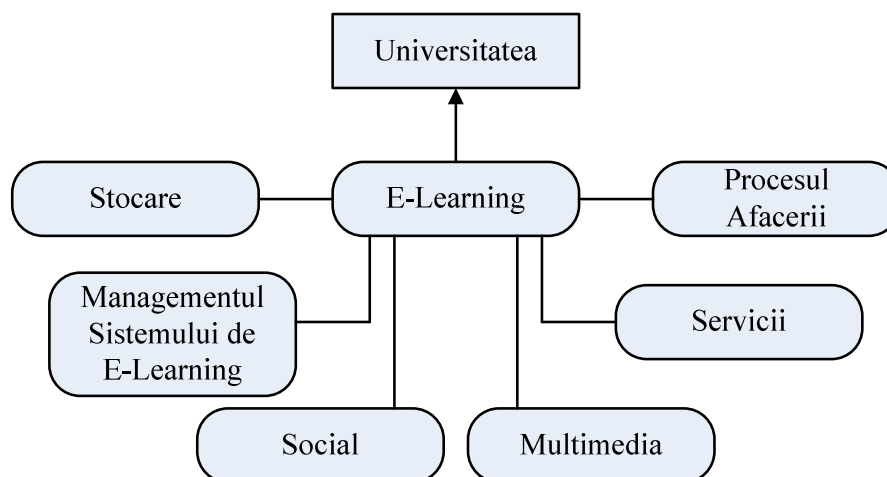 Universitatea
Stocare
E-Learning
Procesul
Afacerii
Managementul
Sistemului de
E-Learning
Servicii
Social
Multimedia